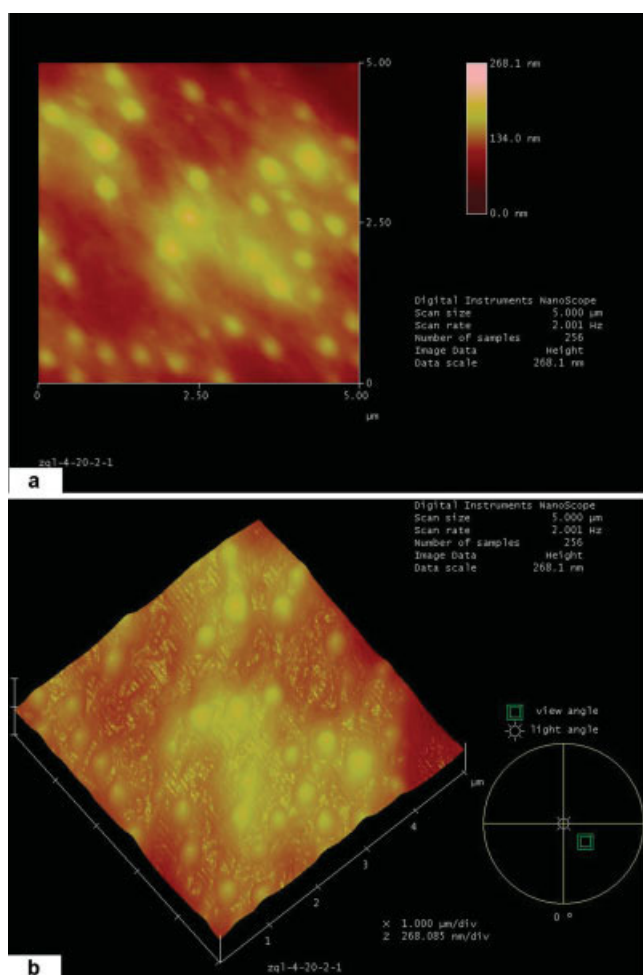 5.00
268.1 nm
134.0 nm
0.0 nm
2.50
Digital Instruments NanoScope
Scan size 5.000 µm
Scan rate 2.001 Hz
Number of samples 256
Image Data Height
Data scale 268.1 nm
0
0 2.50 5.00
µm
zql-4-20-2-1
a
Digital Instruments NanoScope
Scan size 5.000 µm
Scan rate 2.001 Hz
Number of samples 256
Image Data Height
Data scale 268.1 nm
view angle
light angle
µm
4
3
2
1
0 °
X 1.000 µm/div
Z 268.085 nm/div
zql-4-20-2-1
b